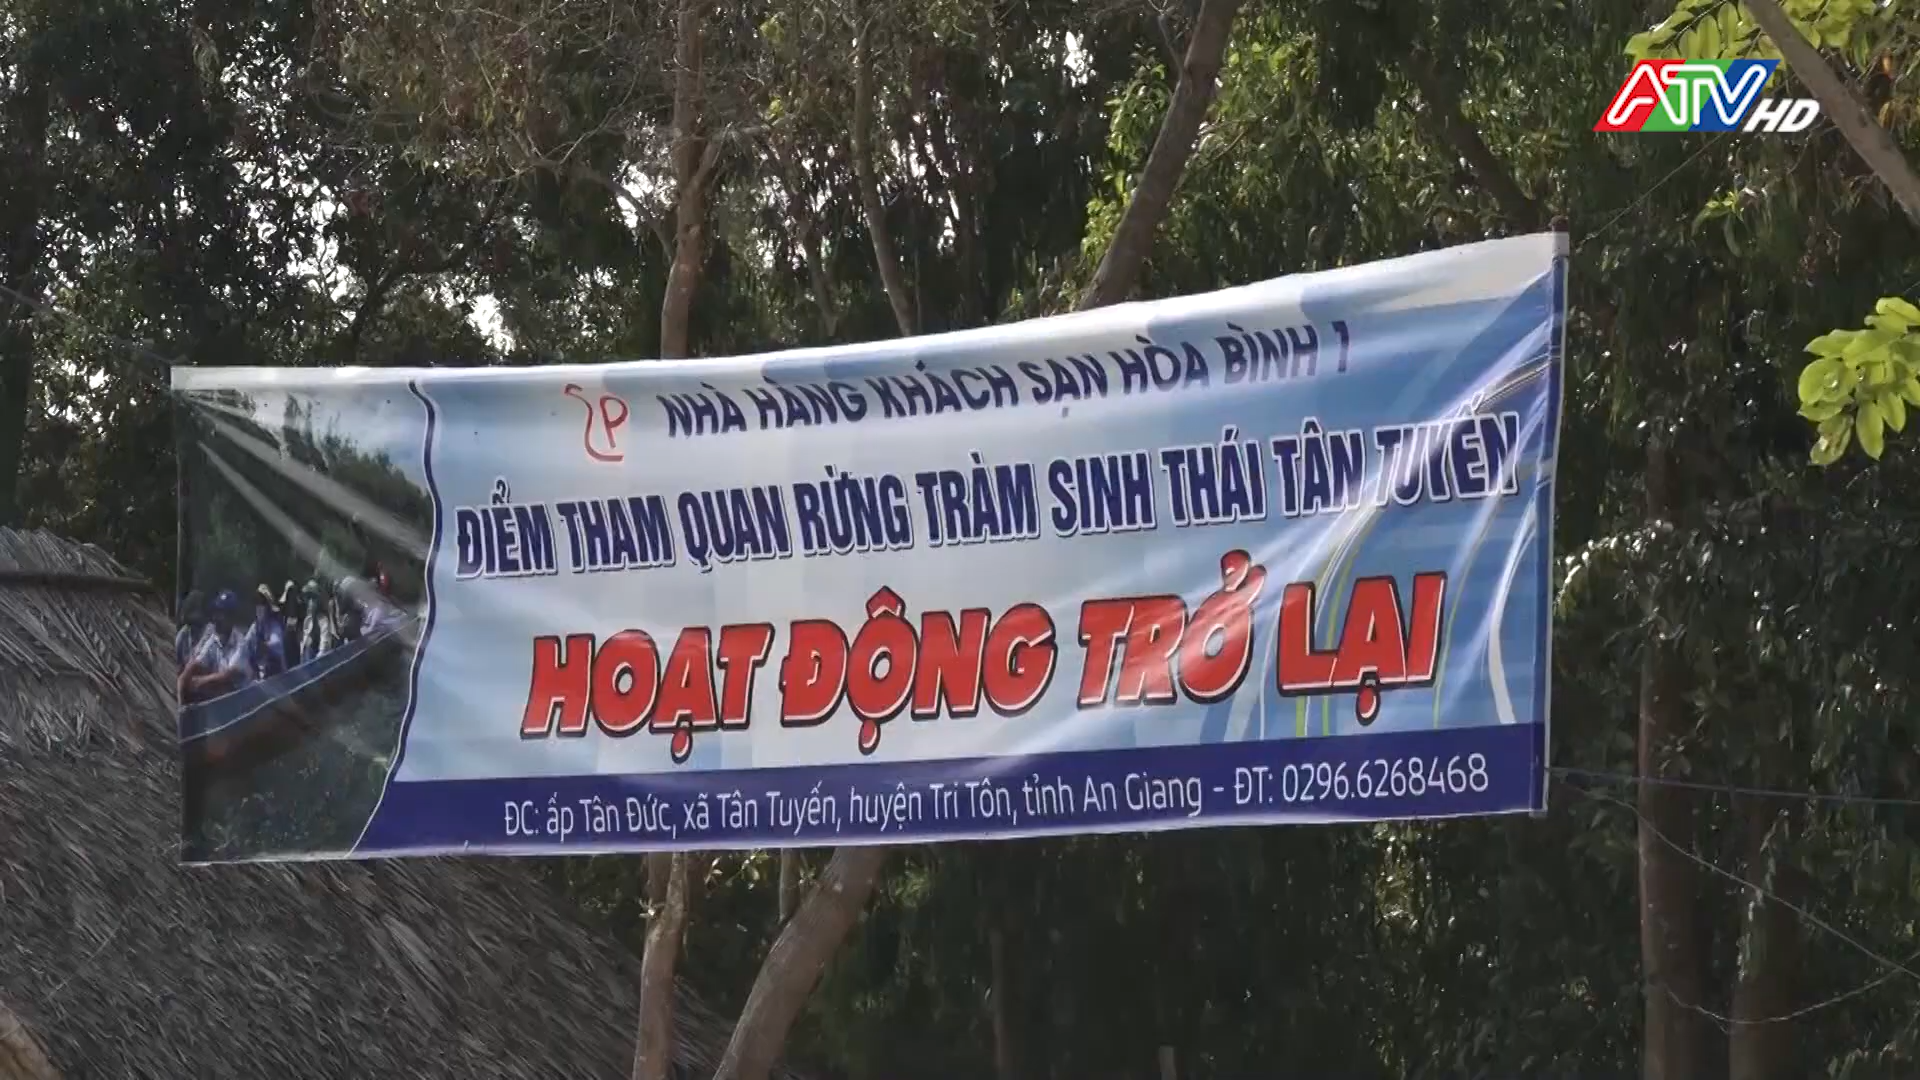 ATV HD
NHÀ HÀNG KHÁCH SẠN HÒA BÌNH 1
ĐIỂM THAM QUAN RỪNG TRÀM SINH THÁI TÂN TUYẾN
HOẠT ĐỘNG TRỞ LẠI
ĐC: ấp Tân Đức, xã Tân Tuyến, huyện Tri Tôn, tỉnh An Giang - ĐT: 0296.6268468